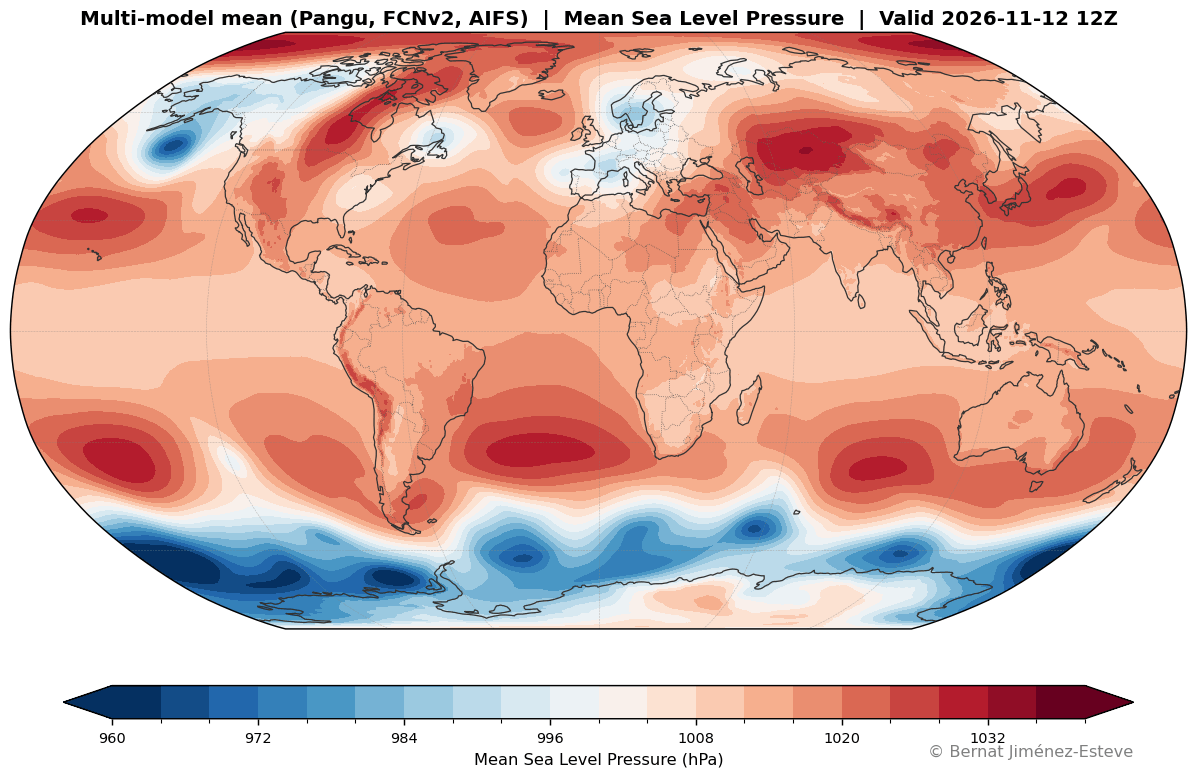 Multi-model mean (Pangu, FCNv2, AIFS) | Mean Sea Level Pressure | Valid 2026-11-12 12Z
960 972 984 996 1008 1020 1032
Mean Sea Level Pressure (hPa)
© Bernat Jiménez-Esteve